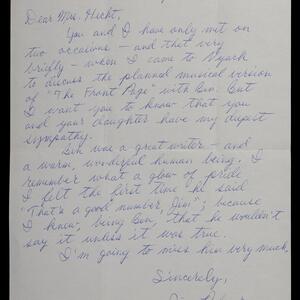 Dear Mrs. Hecht,
You and I have only met on
two occasions - and that very
briefly - when I came to N.York
to discuss the planned musical version
of "The Front Page" with Ben. But
I want you to know that you
and your daughter have my deepest
sympathy.
Ben was a great writer - and
a warm, wonderful human being. I
remember what a glow of pride
I felt the first time he said
"That's a good number, Jim"; because
I knew, being Ben, that he wouldn't
say it unless it was true.
I'm going to miss him very much.
Sincerely,